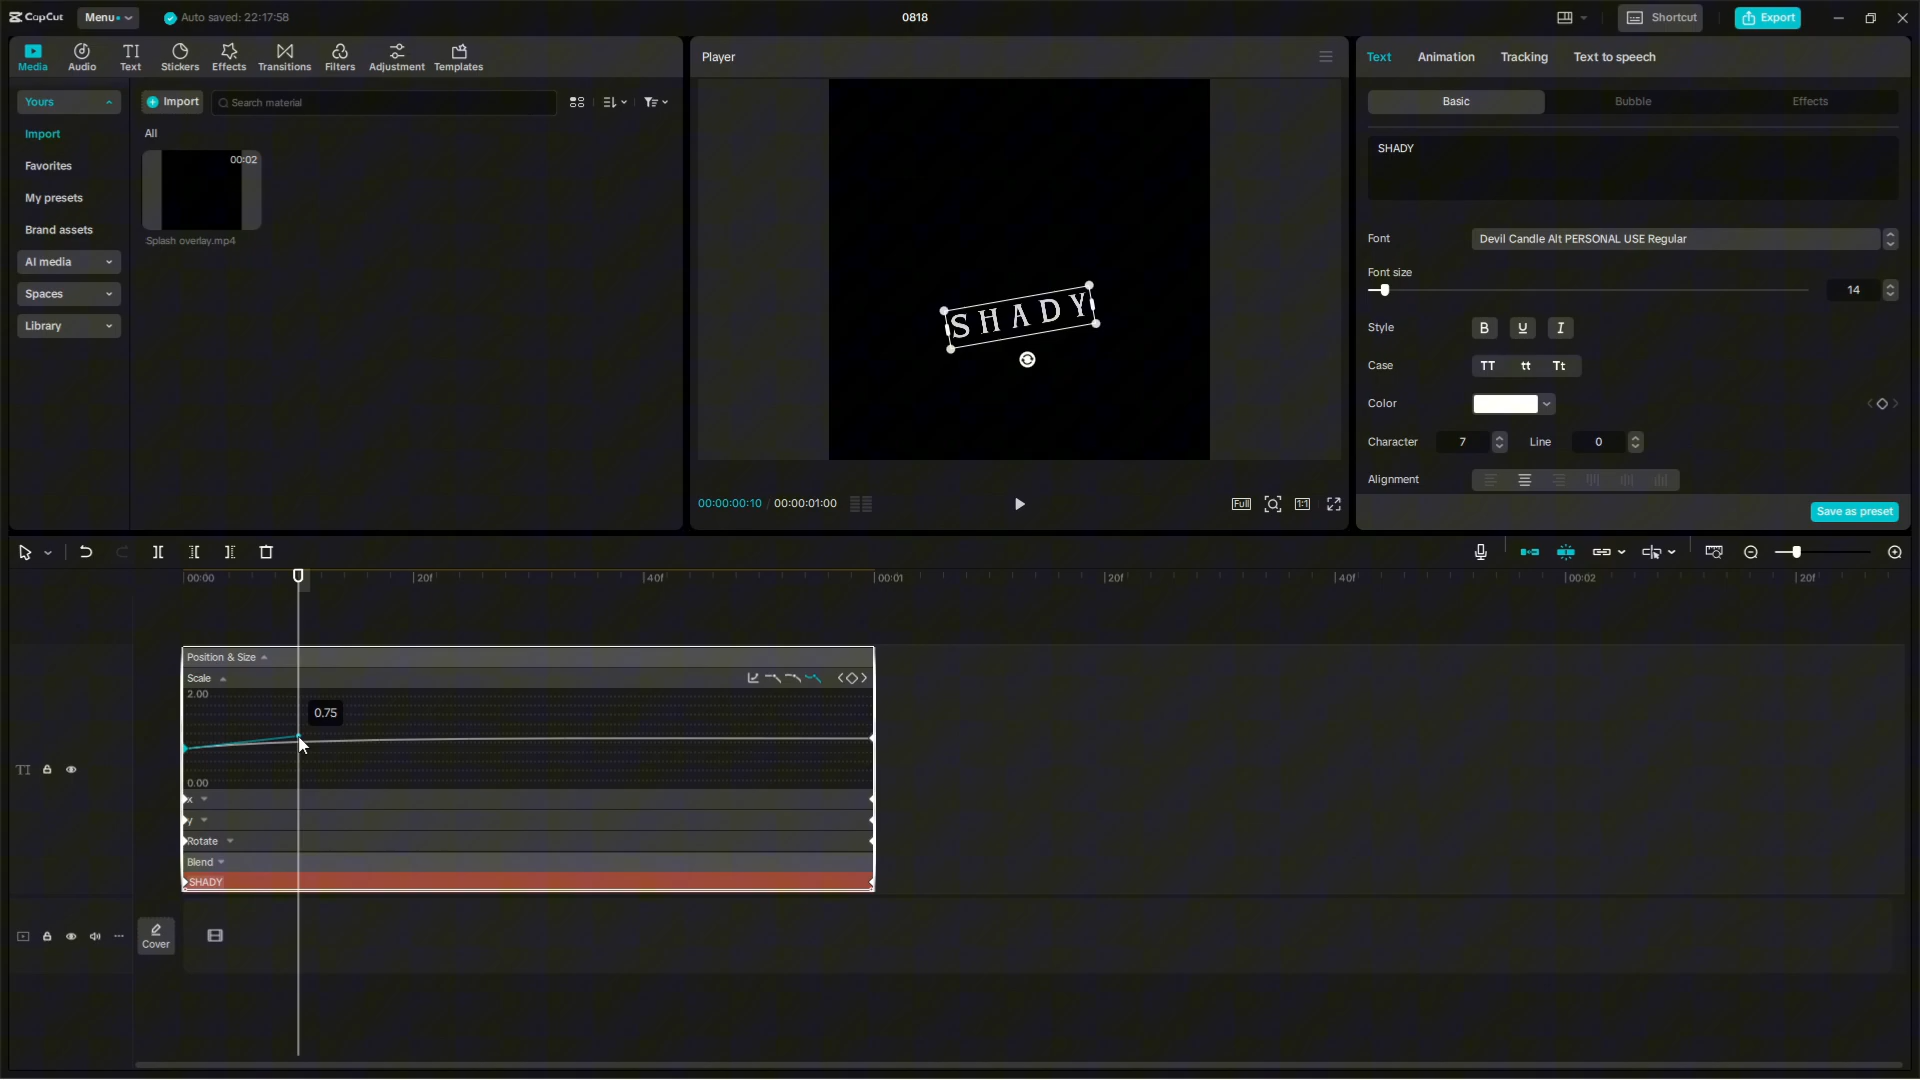 CapCut Menu Auto saved: 22:17:58 0818 Shortcut Export
Media Audio Text Stickers Effects Transitions Filters Adjustment Templates
Yours
Import
Favorites
My presets
Brand assets
AI media
Spaces
Library
Import Search material
All
00:02
Splash overlay.mp4
Player
SHADY
00:00:00:10 / 00:00:01:00
Full 1:1
Text Animation Tracking Text to speech
Basic Bubble Effects
SHADY
Font Devil Candle Alt PERSONAL USE Regular
Font size
14
Style B U I
Case TT tt Tt
Color
Character 7 Line 0
Alignment
Save as preset
00:00 20f 40f 00:01 20f 40f 00:02 20f
Position & Size
Scale
2.00
0.75
0.00
x
y
Rotate
Blend
TI
SHADY
Cover